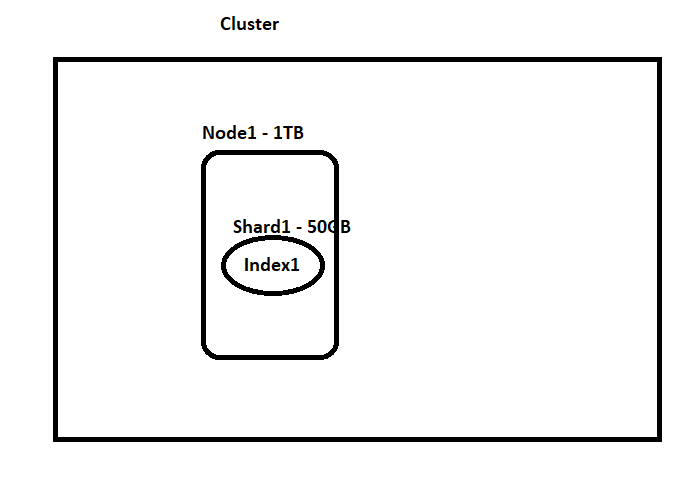 Cluster
Node1 - 1TB
Shard1 - 50GB
Index1